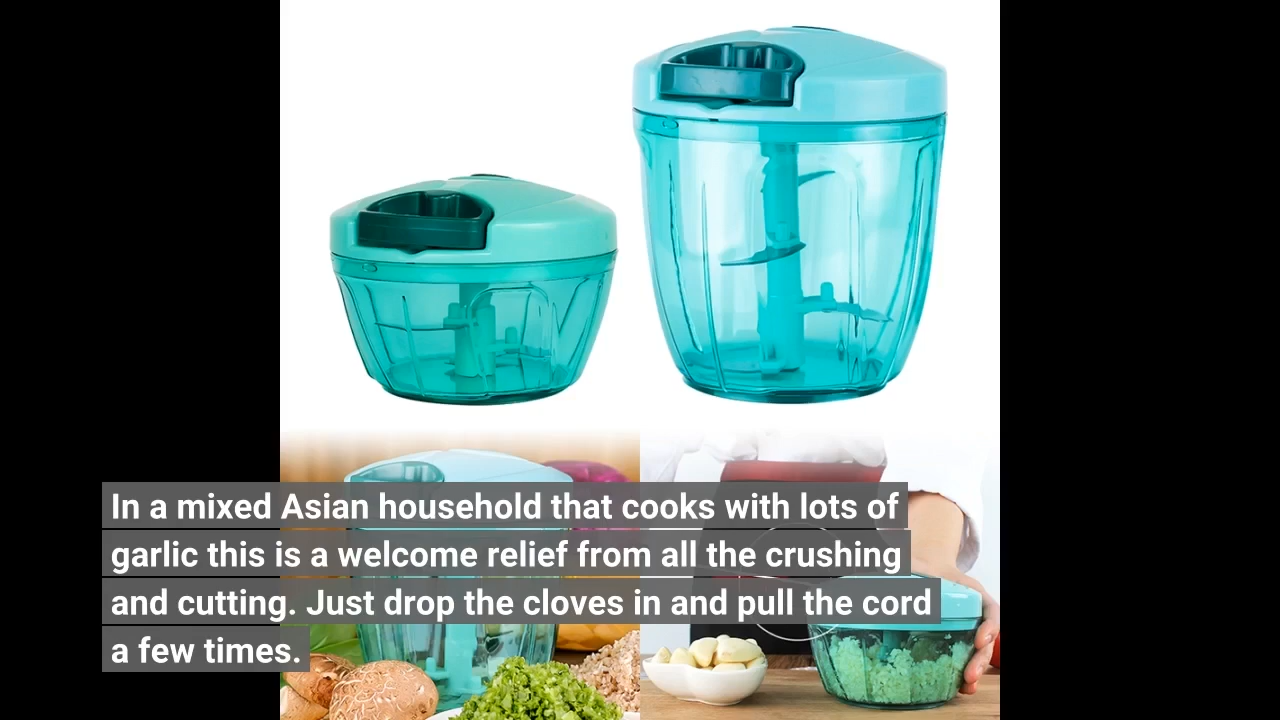 In a mixed Asian household that cooks with lots of
garlic this is a welcome relief from all the crushing
and cutting. Just drop the cloves in and pull the cord
a few times.